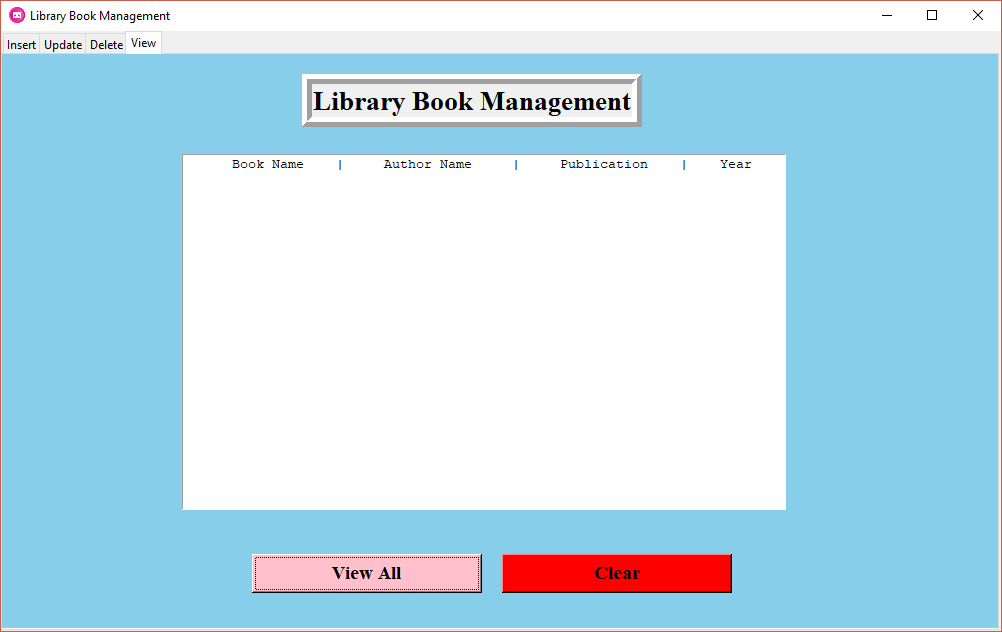 Library Book Management
Insert Update Delete View
Library Book Management
Book Name | Author Name | Publication | Year
View All Clear